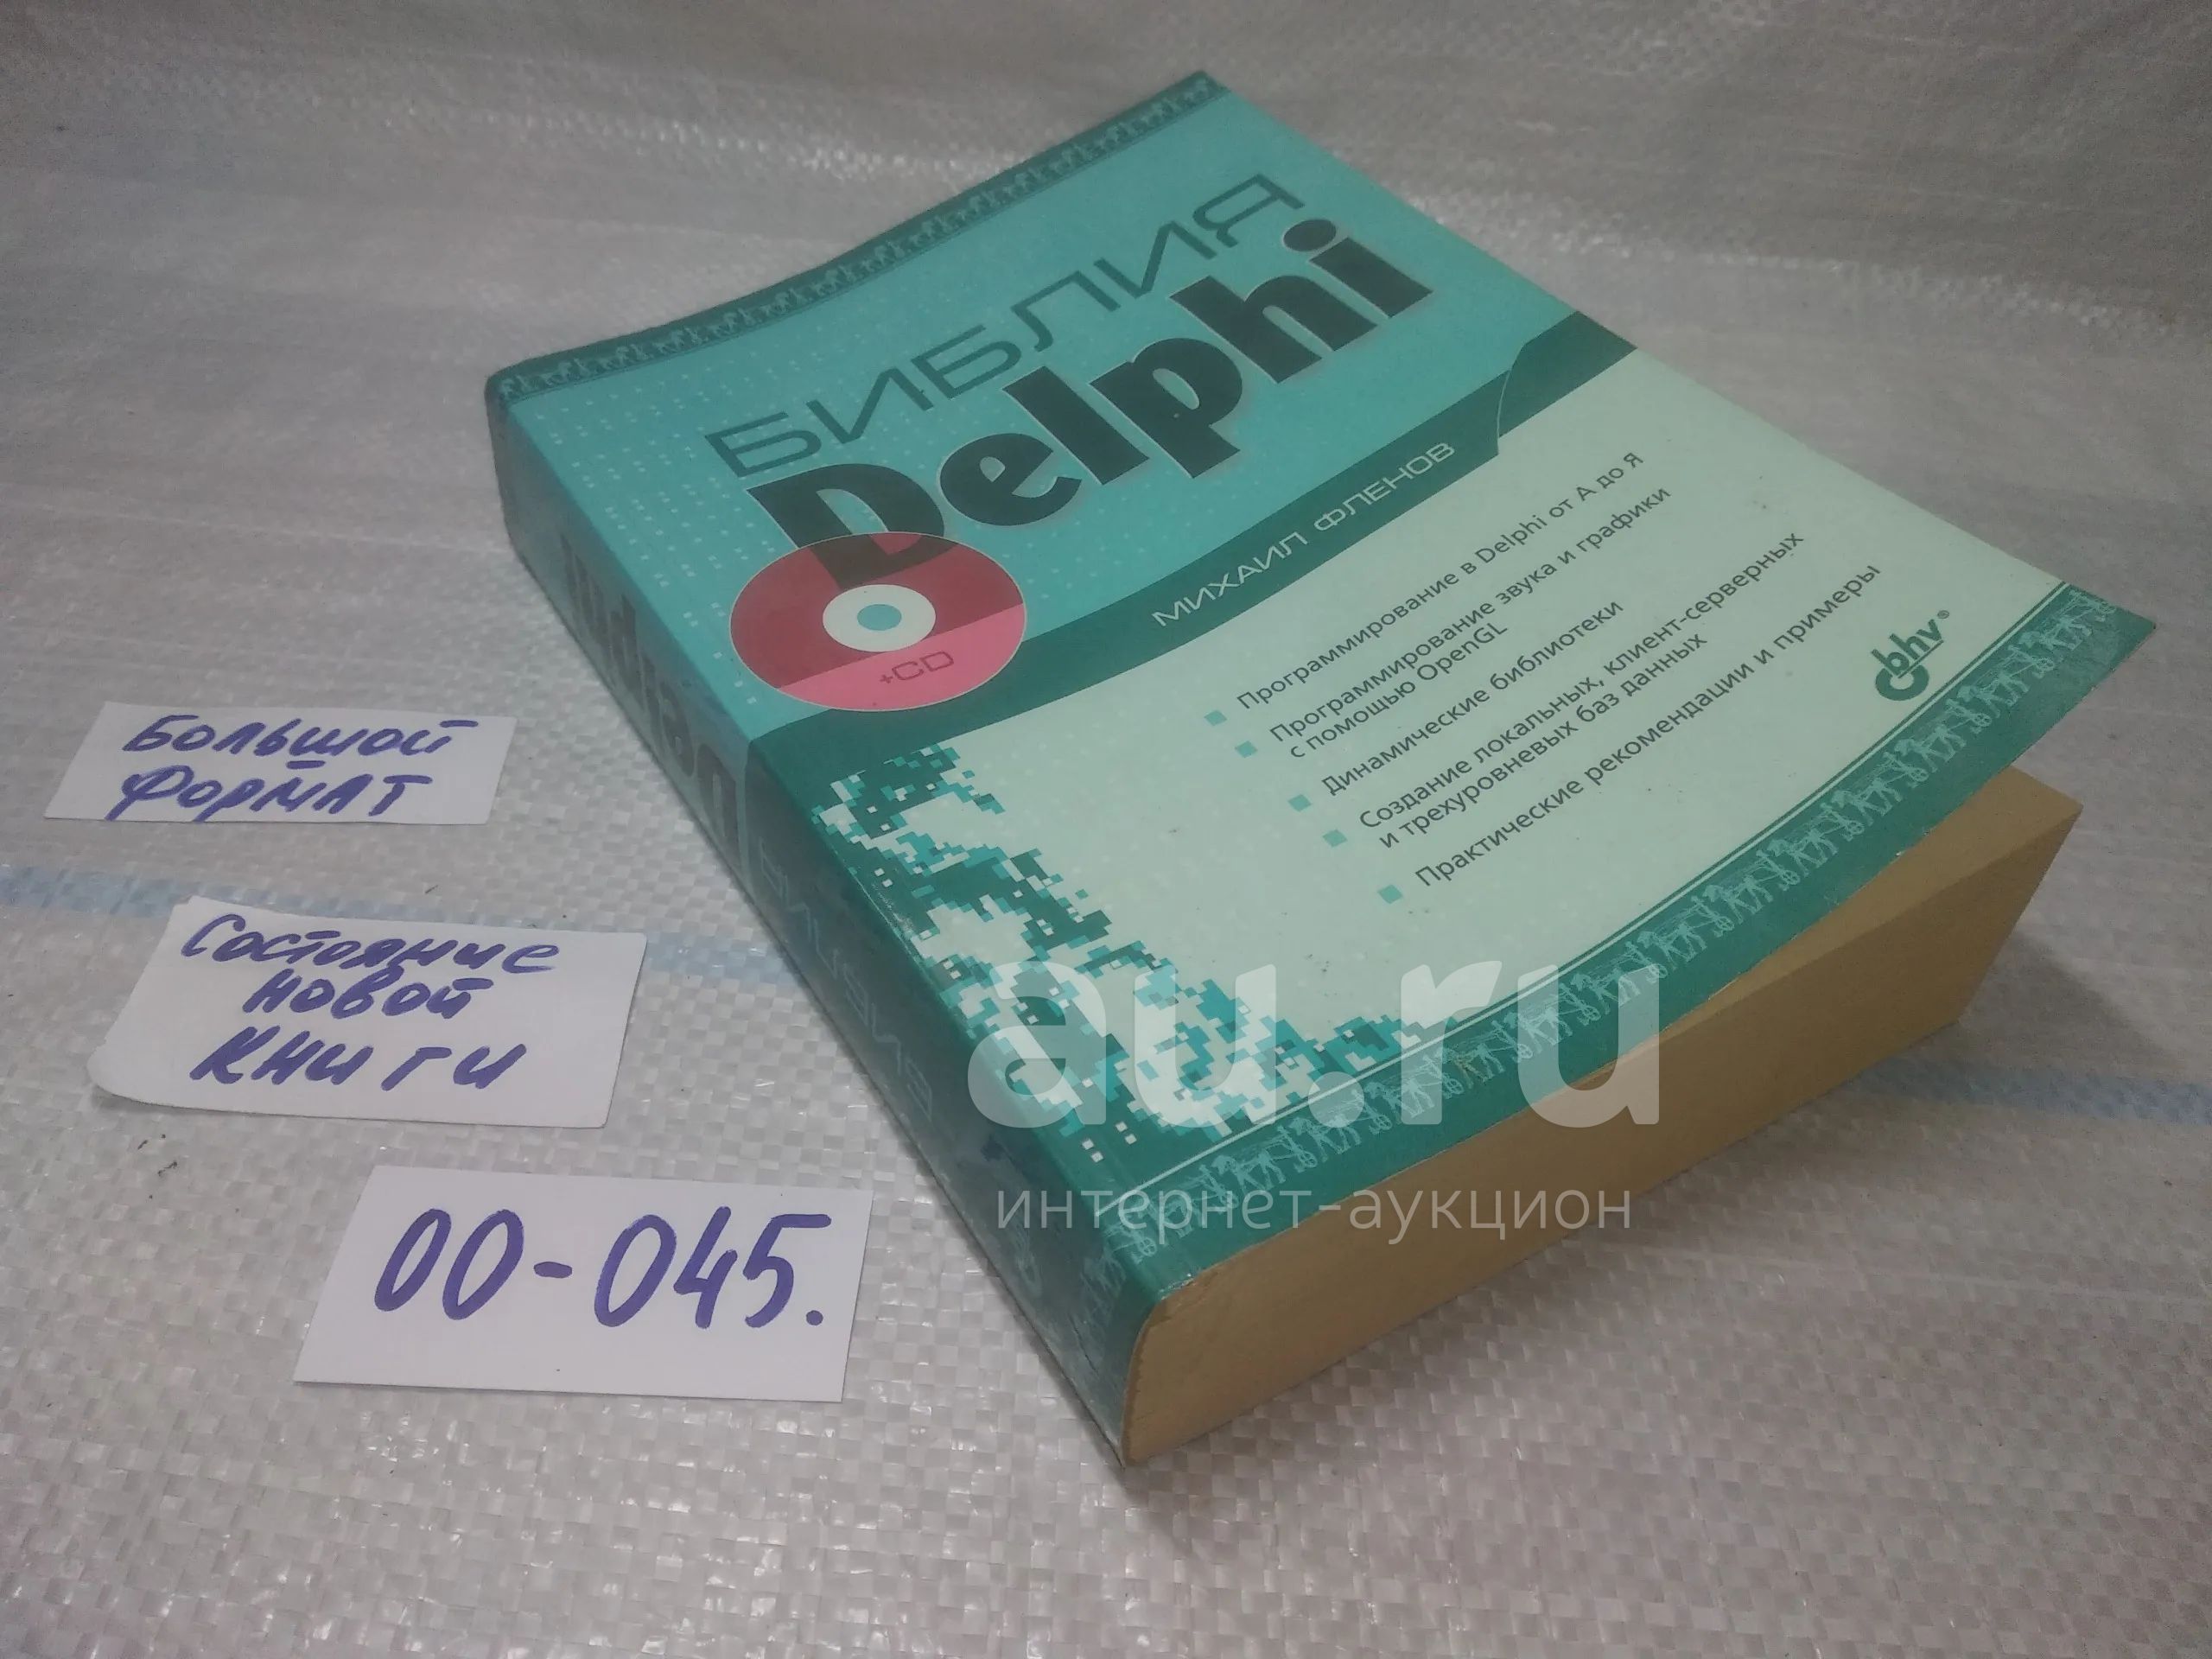 БИБЛИЯ
Delphi
+CD
МИХАИЛ ФЛЕНОВ
Программирование в Delphi от А до Я
Программирование звука и графики
с помощью OpenGL
Динамические библиотеки
Создание локальных, клиент-серверных
и трехуровневых баз данных
Практические рекомендации и примеры
bhv®
БИБЛИЯ
Delphi
БОЛЬШОЙ
ФОРМАТ
Состояние
новой
книги
00-045.
au.ru
интернет-аукцион